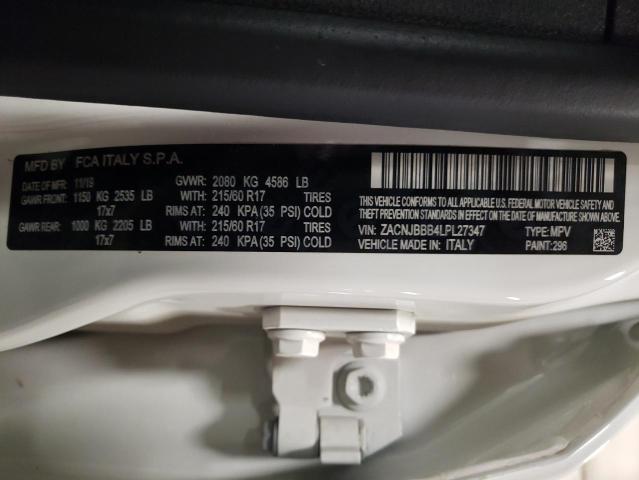 MFD BY FCA ITALY S.P.A.
DATE OF MFR: 11/19 GVWR: 2080 KG 4586 LB
GAWR FRONT: 1150 KG 2535 LB WITH: 215/60 R17 TIRES
17x7 RIMS AT: 240 KPA (35 PSI) COLD
GAWR REAR: 1000 KG 2205 LB WITH: 215/60 R17 TIRES
17x7 RIMS AT: 240 KPA (35 PSI) COLD
THIS VEHICLE CONFORMS TO ALL APPLICABLE U.S. FEDERAL MOTOR VEHICLE
SAFETY, BUMPER AND THEFT PREVENTION
STANDARDS IN EFFECT ON THE DATE OF MANUFACTURE SHOWN ABOVE.
VIN: ZACNJBBB4LPL27347 TYPE: MPV
VEHICLE MADE IN: ITALY PAINT: 296